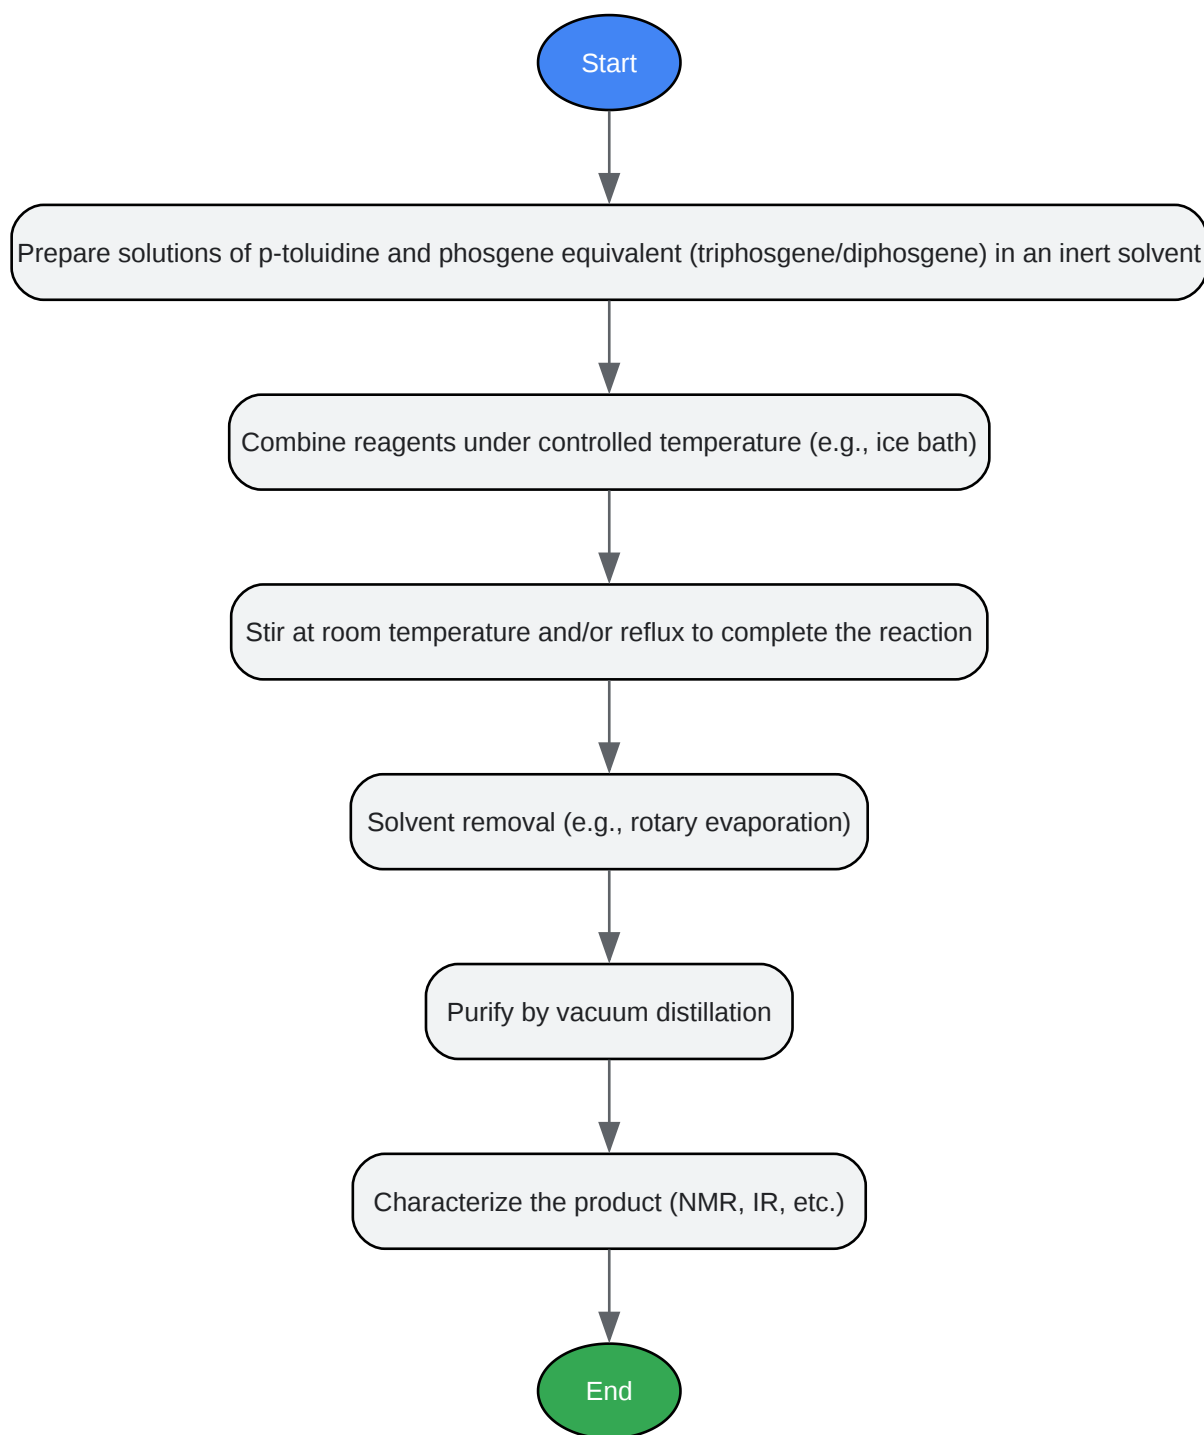 Start
Prepare solutions of p-toluidine and phosgene equivalent (triphosgene/diphosgene) in an inert solvent
Combine reagents under controlled temperature (e.g., ice bath)
Stir at room temperature and/or reflux to complete the reaction
Solvent removal (e.g., rotary evaporation)
Purify by vacuum distillation
Characterize the product (NMR, IR, etc.)
End